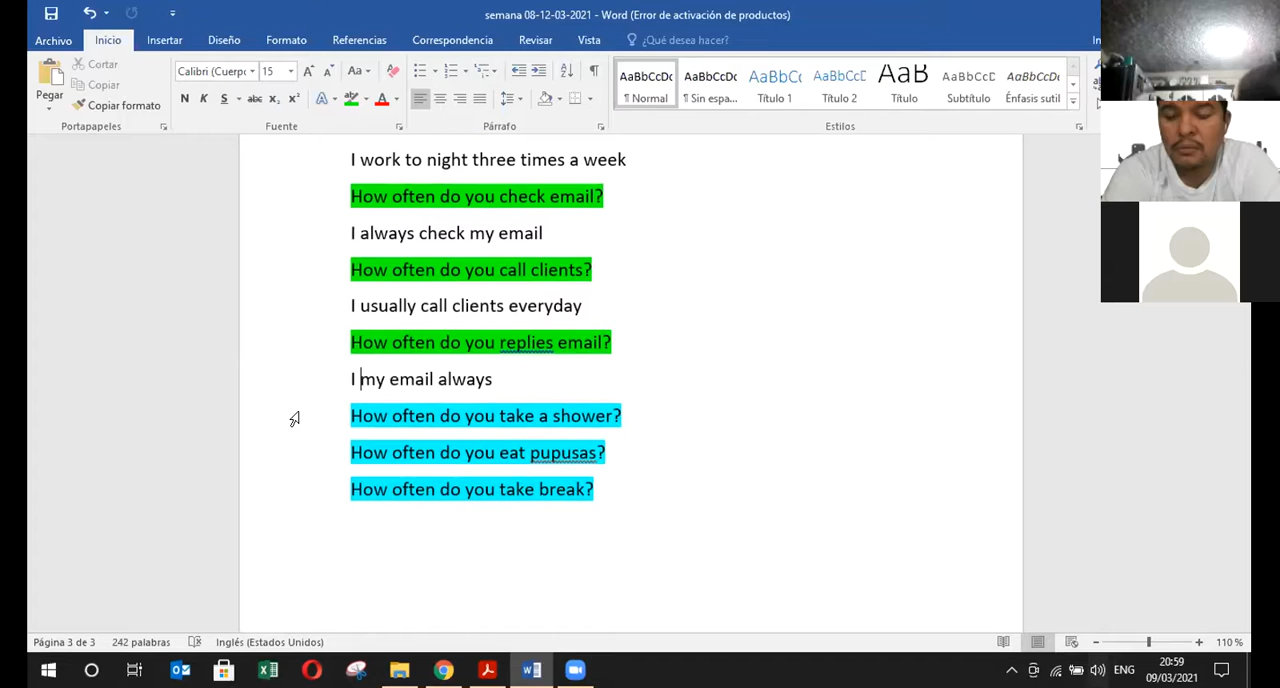 semana 08-12-03-2021 - Word (Error de activación de productos)
Archivo Inicio Insertar Diseño Formato Referencias Correspondencia Revisar Vista ¿Qué desea hacer? In
Pegar
Cortar
Copiar
Copiar formato
Portapapeles
Calibri (Cuerpo 15
N K S abc x₂ x²
Fuente
Párrafo
AaBbCcDc AaBbCcDc AaBbCc AaBbCcE AaB AaBbCcD AaBbCcDc
¶ Normal ¶ Sin espa... Título 1 Título 2 Título Subtítulo Énfasis sutil
Estilos
I work to night three times a week
How often do you check email?
I always check my email
How often do you call clients?
I usually call clients everyday
How often do you replies email?
I my email always
How often do you take a shower?
How often do you eat pupusas?
How often do you take break?
Página 3 de 3 242 palabras Inglés (Estados Unidos) 110 %
ENG 20:59
09/03/2021